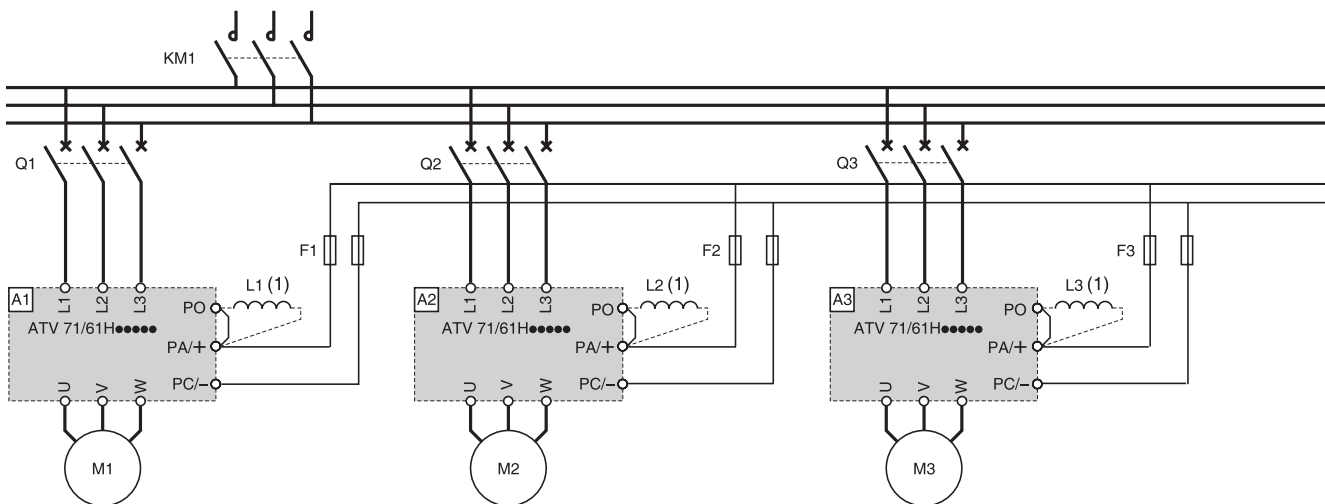 KM1
Q1
Q2
Q3
F1
F2
F3
A1
L1
L2
L3
PO
L1 (1)
ATV 71/61H●●●●●
PA/+
PC/–
U
V
W
M1
A2
L1
L2
L3
PO
L2 (1)
ATV 71/61H●●●●●
PA/+
PC/–
U
V
W
M2
A3
L1
L2
L3
PO
L3 (1)
ATV 71/61H●●●●●
PA/+
PC/–
U
V
W
M3